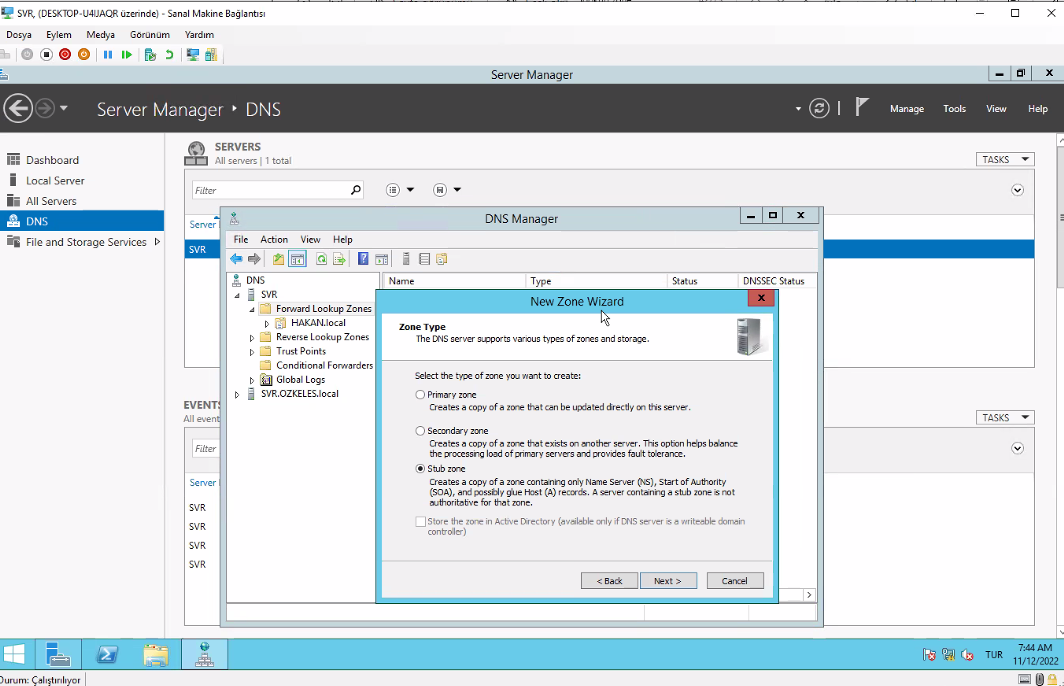 SVR, (DESKTOP-U4IJAQR üzerinde) - Sanal Makine Bağlantısı
Dosya Eylem Medya Görünüm Yardım
Server Manager
Server Manager DNS
Manage Tools View Help
Dashboard
Local Server
All Servers
DNS
File and Storage Services
SERVERS
All servers | 1 total
TASKS
Filter
Server
SVR
DNS Manager
File Action View Help
DNS
SVR
Forward Lookup Zones
HAKAN.local
Reverse Lookup Zones
Trust Points
Conditional Forwarders
Global Logs
SVR.OZKELES.local
Name Type Status DNSSEC Status
New Zone Wizard
Zone Type
The DNS server supports various types of zones and storage.
Select the type of zone you want to create:
Primary zone
Creates a copy of a zone that can be updated directly on this server.
Secondary zone
Creates a copy of a zone that exists on another server. This option helps balance
the processing load of primary servers and provides fault tolerance.
Stub zone
Creates a copy of a zone containing only Name Server (NS), Start of Authority
(SOA), and possibly glue Host (A) records. A server containing a stub zone is not
authoritative for that zone.
Store the zone in Active Directory (available only if DNS server is a writeable domain
controller)
< Back Next > Cancel
EVENTS
All event
TASKS
Filter
Server
SVR
SVR
SVR
SVR
TUR
7:44 AM
11/12/2022
Durum: Çalıştırılıyor